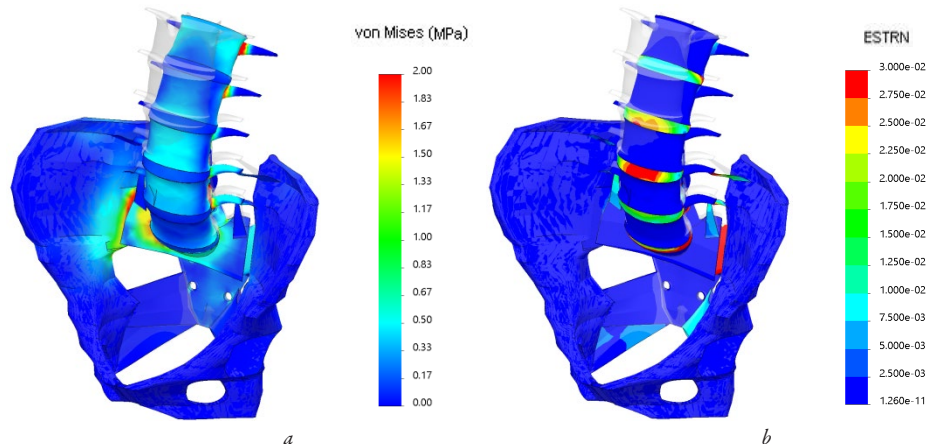 von Mises (MPa)
2.00
1.83
1.67
1.50
1.33
1.17
1.00
0.83
0.67
0.50
0.33
0.17
0.00
a
ESTRN
3.000e-02
2.750e-02
2.500e-02
2.250e-02
2.000e-02
1.750e-02
1.500e-02
1.250e-02
1.000e-02
7.500e-03
5.000e-03
2.500e-03
1.260e-11
b